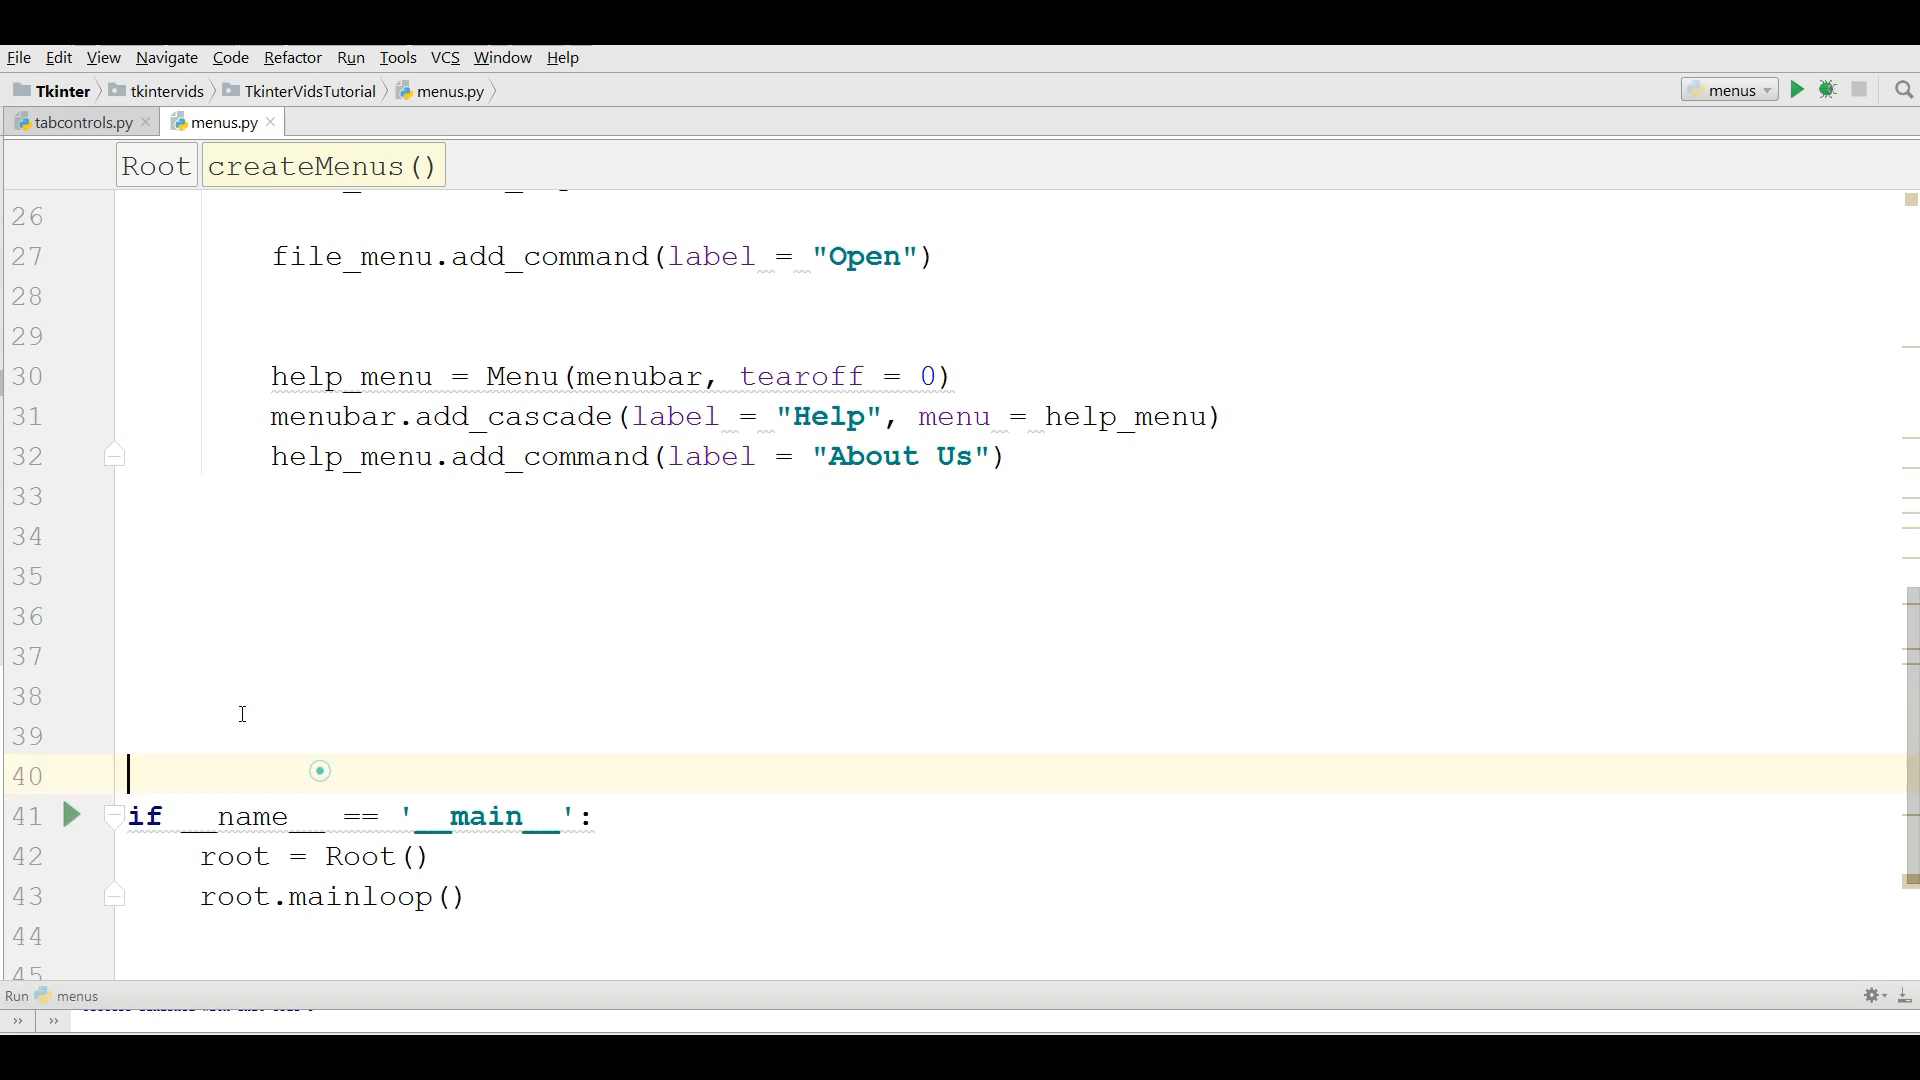 File Edit View Navigate Code Refactor Run Tools VCS Window Help
Tkinter tkintervids TkinterVidsTutorial menus.py menus
tabcontrols.py menus.py
Root createMenus()
26
27 file_menu.add_command(label = "Open")
28
29
30 help_menu = Menu(menubar, tearoff = 0)
31 menubar.add_cascade(label = "Help", menu = help_menu)
32 help_menu.add_command(label = "About Us")
33
34
35
36
37
38
39
40
41 if __name__ == '__main__':
42 root = Root()
43 root.mainloop()
44
45
Run menus